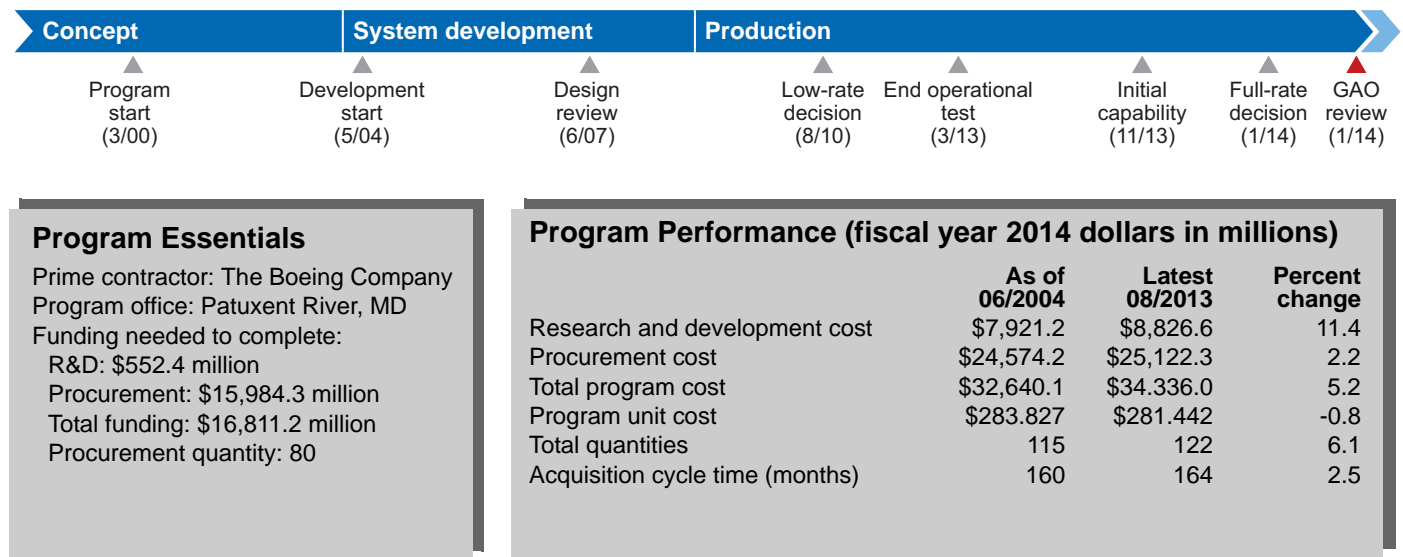 Concept System development Production
Program start (3/00)
Development start (5/04)
Design review (6/07)
Low-rate decision (8/10)
End operational test (3/13)
Initial capability (11/13)
Full-rate decision (1/14)
GAO review (1/14)
Program Essentials
Prime contractor: The Boeing Company
Program office: Patuxent River, MD
Funding needed to complete:
R&D: $552.4 million
Procurement: $15,984.3 million
Total funding: $16,811.2 million
Procurement quantity: 80
Program Performance (fiscal year 2014 dollars in millions)
As of 06/2004 Latest 08/2013 Percent change
Research and development cost $7,921.2 $8,826.6 11.4
Procurement cost $24,574.2 $25,122.3 2.2
Total program cost $32,640.1 $34.336.0 5.2
Program unit cost $283.827 $281.442 -0.8
Total quantities 115 122 6.1
Acquisition cycle time (months) 160 164 2.5